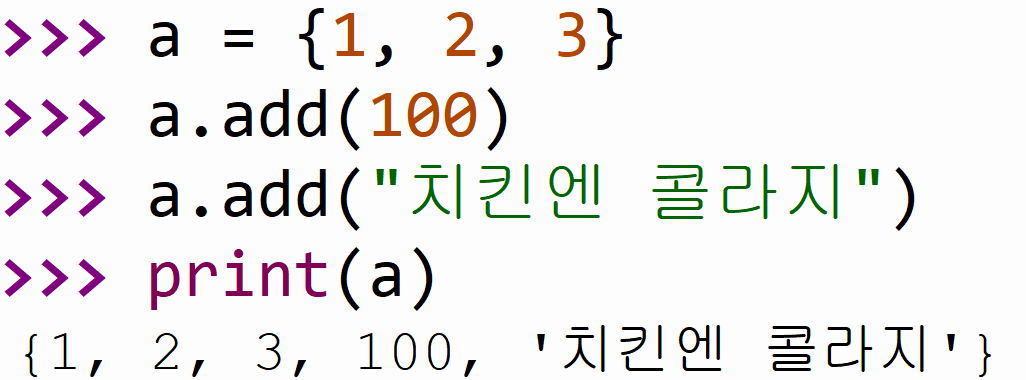 >>> a = {1, 2, 3}
>>> a.add(100)
>>> a.add("치킨엔 콜라지")
>>> print(a)
{1, 2, 3, 100, '치킨엔 콜라지'}